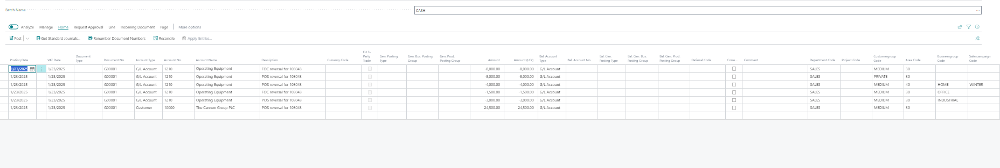 Batch Name CASH
Analyze Manage Home Request Approval Line Incoming Document Page More options
Post Get Standard Journals... Renumber Document Numbers Reconcile Apply Entries...
Posting Date VAT Date Document Type Document No. Account Type Account No. Account Name Description Currency Code EU 3-Party Trade Gen. Posting Type Gen. Bus. Posting Group Gen. Prod. Posting Group Amount Amount (LCY) Bal. Account Type Bal. Account No. Bal. Gen. Posting Type Bal. Gen. Bus. Posting Group Bal. Gen. Prod. Posting Group Deferral Code Corre... Comment Department Code Project Code Customergroup Code Area Code Businessgroup Code Salescampaign Code
1/23/2025 1/23/2025 G00001 G/L Account 1210 Operating Equipment FOC reversal for 103043 -8,000.00 -8,000.00 G/L Account SALES MEDIUM 30
1/23/2025 1/23/2025 G00001 G/L Account 1210 Operating Equipment POS reversal for 103043 -8,000.00 -8,000.00 G/L Account SALES PRIVATE 30
1/23/2025 1/23/2025 G00001 G/L Account 1210 Operating Equipment POS reversal for 103043 -4,000.00 -4,000.00 G/L Account SALES MEDIUM 40 HOME WINTER
1/23/2025 1/23/2025 G00001 G/L Account 1210 Operating Equipment FOC reversal for 103043 -1,500.00 -1,500.00 G/L Account SALES MEDIUM 30 OFFICE
1/23/2025 1/23/2025 G00001 G/L Account 1210 Operating Equipment POS reversal for 103043 -3,000.00 -3,000.00 G/L Account SALES MEDIUM 30 INDUSTRIAL
1/23/2025 1/23/2025 G00001 Customer 10000 The Cannon Group PLC POS reversal for 103043 24,500.00 24,500.00 G/L Account SALES MEDIUM 30